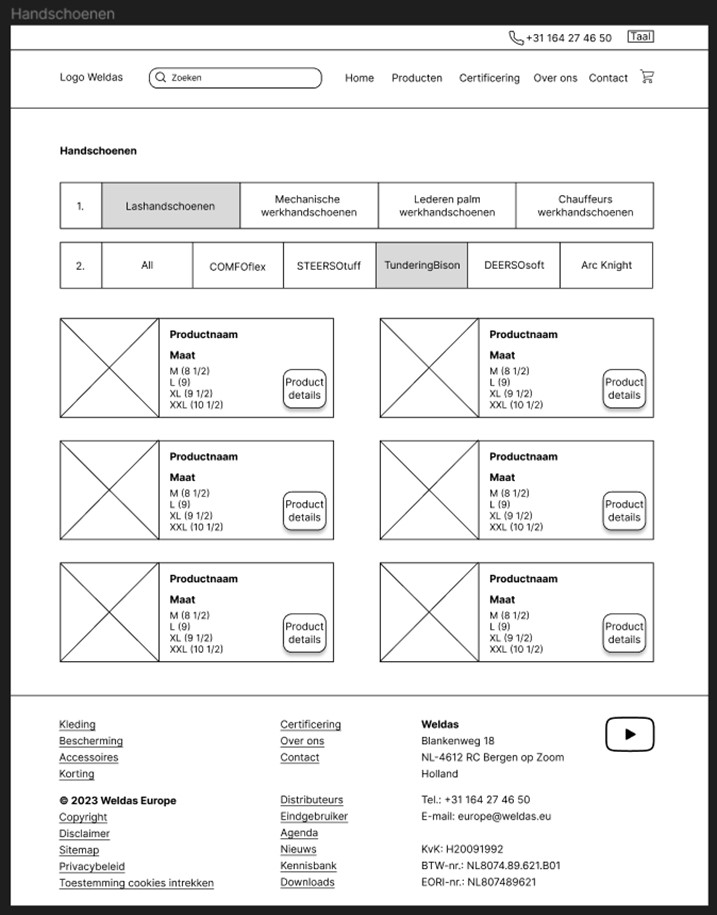 Handschoenen
+31 164 27 46 50 Taal
Logo Weldas Zoeken Home Producten Certificering Over ons Contact
Handschoenen
1. Lashandschoenen Mechanische werkhandschoenen Lederen palm werkhandschoenen Chauffeurs werkhandschoenen
2. All COMFOflex STEERSOtuff TunderingBison DEERSOsoft Arc Knight
Productnaam
Maat
M (8 1/2)
L (9)
XL (9 1/2)
XXL (10 1/2)
Product
details
Productnaam
Maat
M (8 1/2)
L (9)
XL (9 1/2)
XXL (10 1/2)
Product
details
Productnaam
Maat
M (8 1/2)
L (9)
XL (9 1/2)
XXL (10 1/2)
Product
details
Productnaam
Maat
M (8 1/2)
L (9)
XL (9 1/2)
XXL (10 1/2)
Product
details
Productnaam
Maat
M (8 1/2)
L (9)
XL (9 1/2)
XXL (10 1/2)
Product
details
Productnaam
Maat
M (8 1/2)
L (9)
XL (9 1/2)
XXL (10 1/2)
Product
details
Kleding
Bescherming
Accessoires
Korting
© 2023 Weldas Europe
Copyright
Disclaimer
Sitemap
Privacybeleid
Toestemming cookies intrekken
Certificering
Over ons
Contact
Distributeurs
Eindgebruiker
Agenda
Nieuws
Kennisbank
Downloads
Weldas
Blankenweg 18
NL-4612 RC Bergen op Zoom
Holland
Tel.: +31 164 27 46 50
E-mail: europe@weldas.eu
KvK: H20091992
BTW-nr.: NL8074.89.621.B01
EORI-nr.: NL807489621